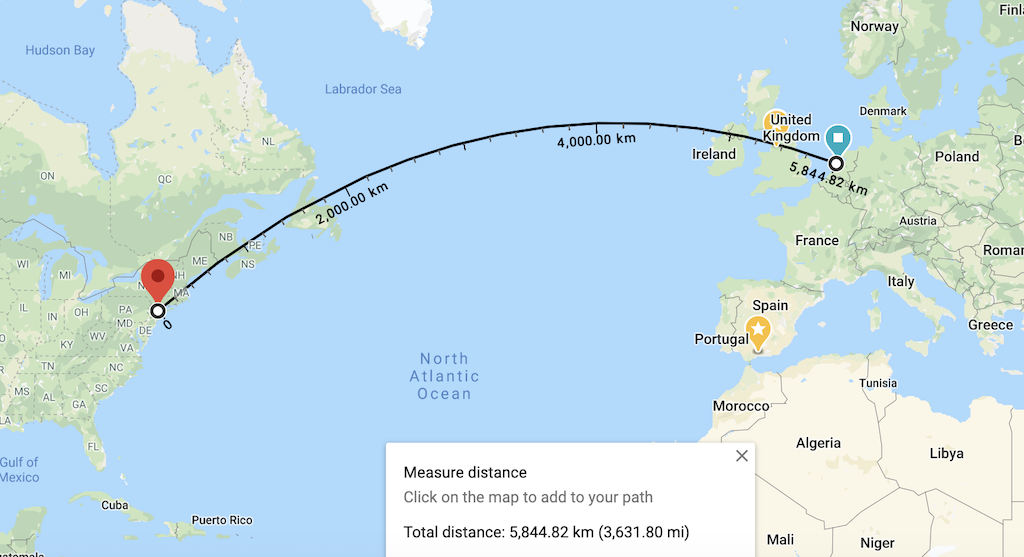 Hudson Bay
Norway
Finl
Labrador Sea
Denmark
United
Kingdom
NL
4,000.00 km
Ireland
Poland
B
ON
QC
5,844.82 km
2,000.00 km
Austria
NB
PE
France
Roman
WI
MI
ME
NS
NH
Italy
MA
IL
IN
OH
PA
MD
DE
0
Spain
Greece
KY
WV
VA
Portugal
TN
NC
North
Atlantic
Ocean
MS
AL
SC
GA
Tunisia
LA
Morocco
FL
Algeria
Libya
Gulf of
Mexico
Measure distance
Click on the map to add to your path
Cuba
Puerto Rico
Total distance: 5,844.82 km (3,631.80 mi)
Mali
Niger
uatemala